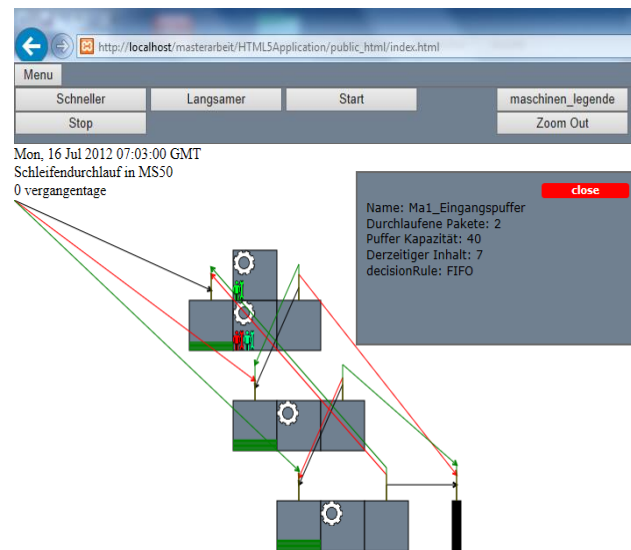 http://localhost/masterarbeit/HTML5Application/public_html/index.html
Menu
Schneller Langsamer Start maschinen_legende
Stop Zoom Out
Mon, 16 Jul 2012 07:03:00 GMT
Schleifendurchlauf in MS50
0 vergangentage
close
Name: Ma1_Eingangspuffer
Durchlaufene Pakete: 2
Puffer Kapazität: 40
Derzeitiger Inhalt: 7
decisionRule: FIFO